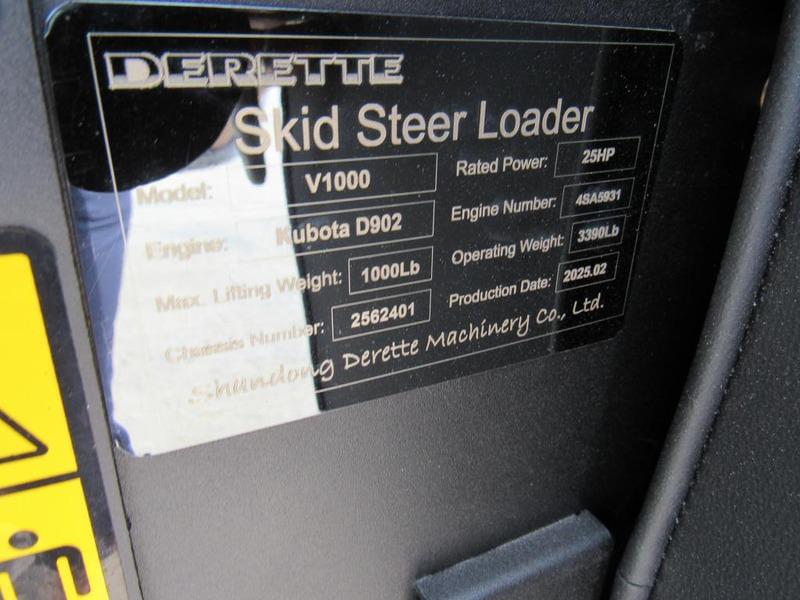 DERETTE
Skid Steer Loader
Model: V1000 Rated Power: 25HP
Engine: Kubota D902 Engine Number: 4SA5931
Max. Lifting Weight: 1000Lb Operating Weight: 3390Lb
Chassis Number: 2562401 Production Date: 2025.02
Shandong Derette Machinery Co., Ltd.